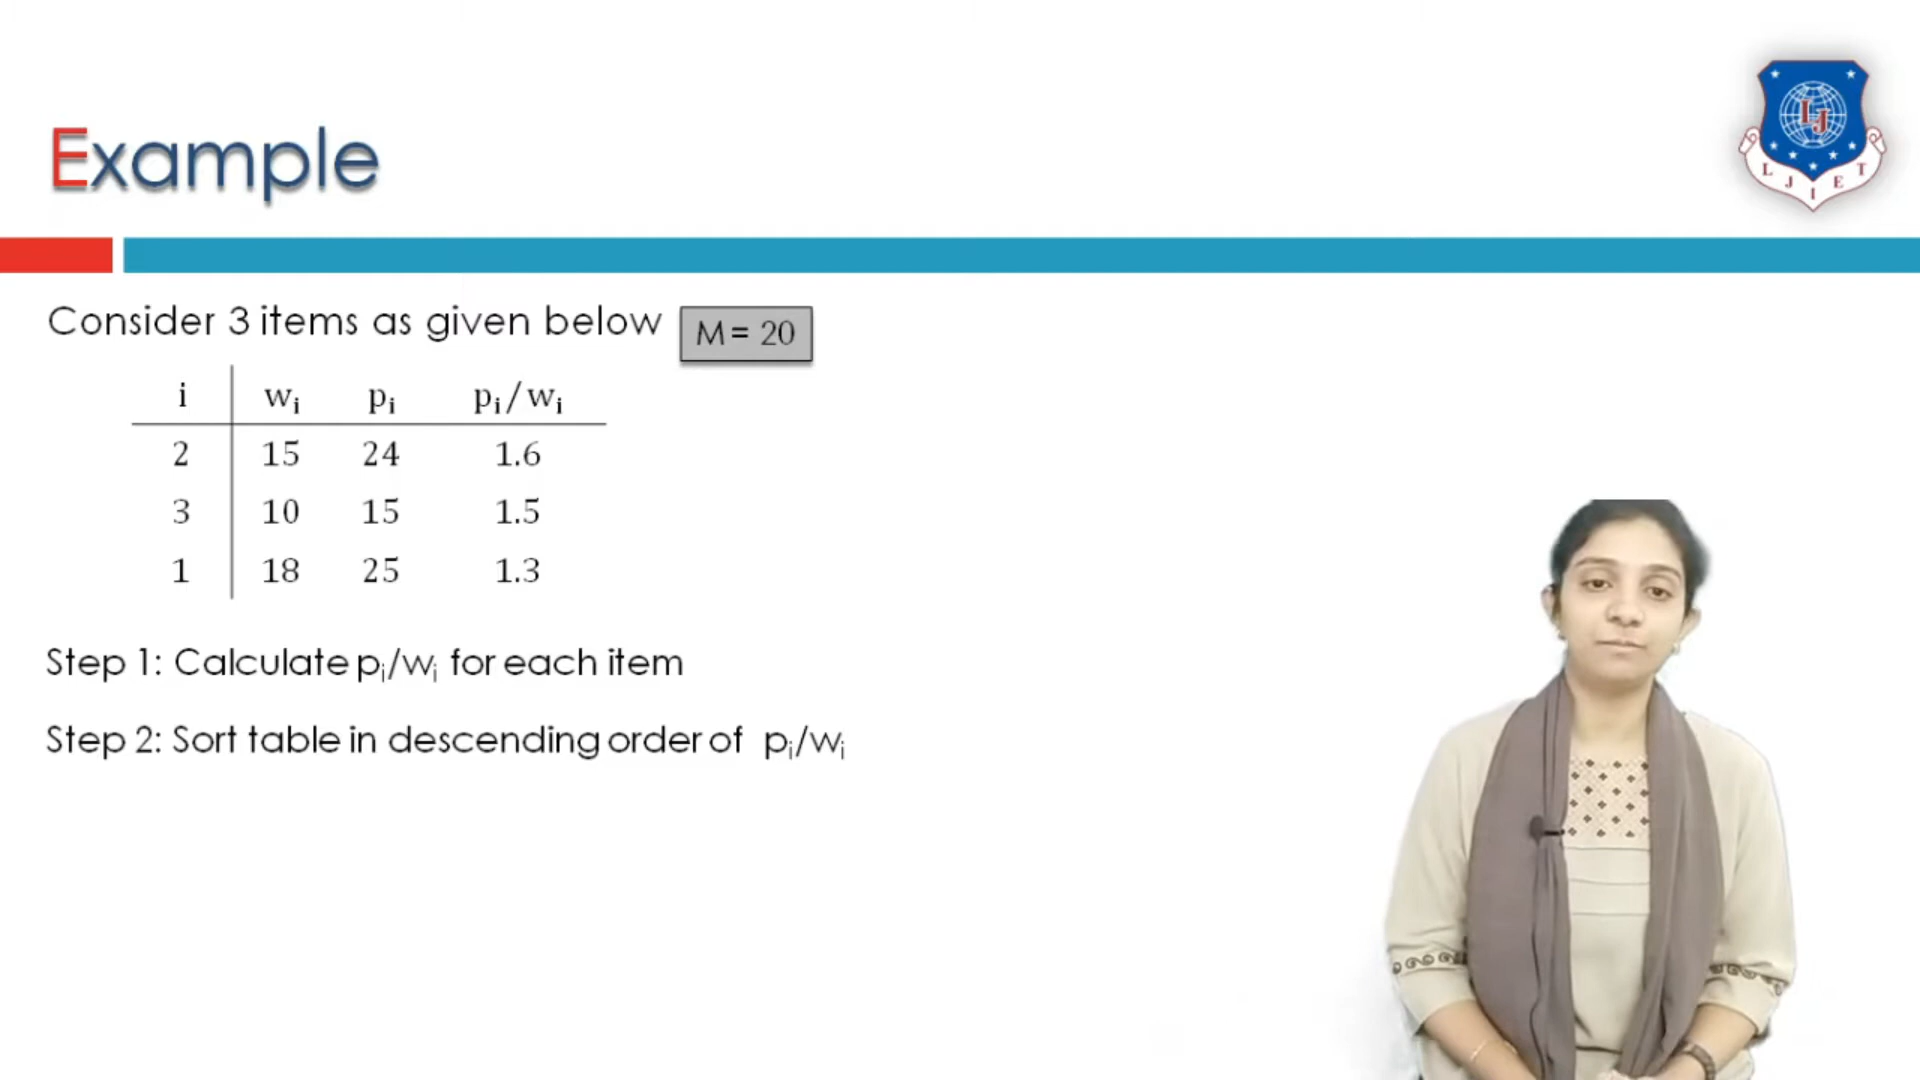 Example
L J I E T
LJ
Consider 3 items as given below
M = 20
i wᵢ pᵢ pᵢ/wᵢ
2 15 24 1.6
3 10 15 1.5
1 18 25 1.3
Step 1: Calculate pᵢ/wᵢ for each item
Step 2: Sort table in descending order of pᵢ/wᵢ